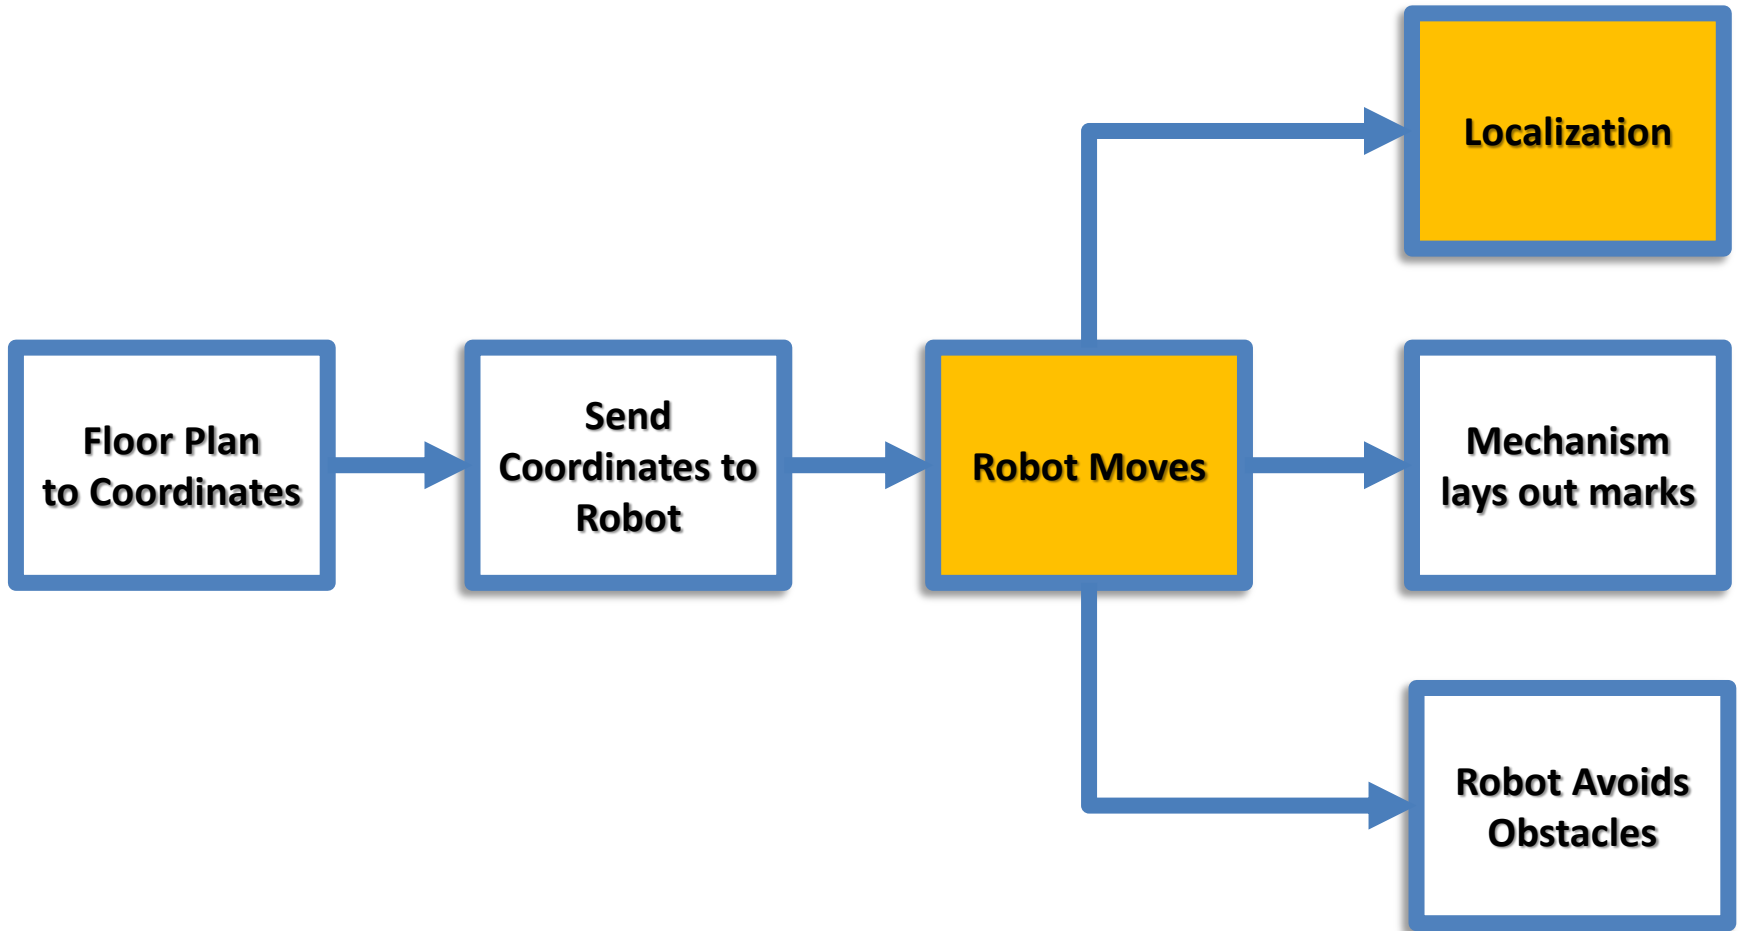 Localization
Floor Plan
to Coordinates
Send
Coordinates to
Robot
Robot Moves
Mechanism
lays out marks
Robot Avoids
Obstacles